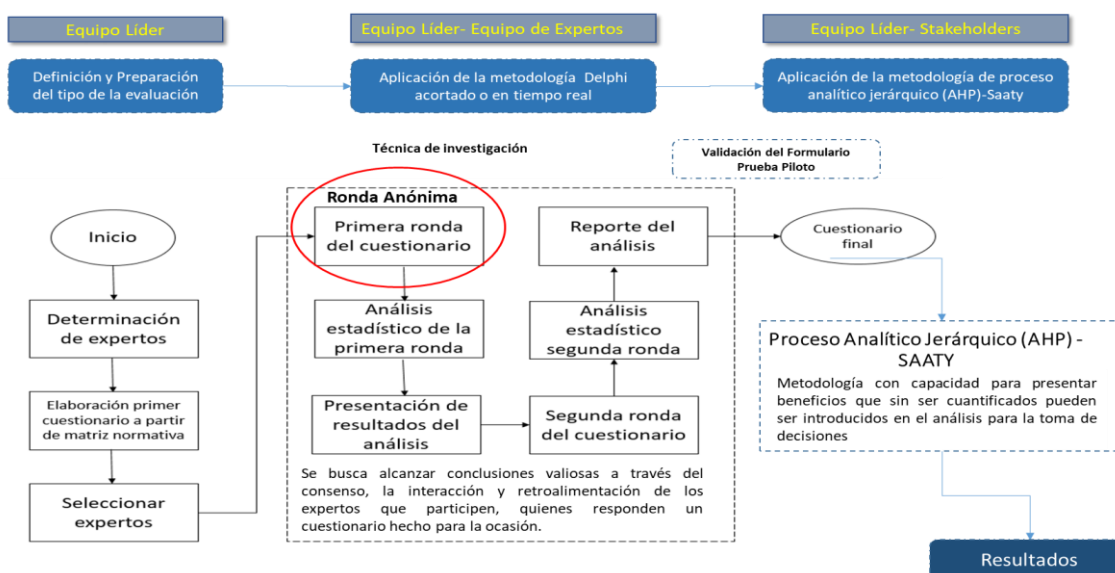 Equipo Líder
Equipo Líder- Equipo de Expertos
Equipo Líder- Stakeholders
Definición y Preparación
del tipo de la evaluación
Aplicación de la metodología Delphi
acortado o en tiempo real
Aplicación de la metodología de proceso
analítico jerárquico (AHP)-Saaty
Técnica de investigación
Validación del Formulario
Prueba Piloto
Inicio
Determinación
de expertos
Elaboración primer
cuestionario a partir
de matriz normativa
Seleccionar
expertos
Ronda Anónima
Primera ronda
del cuestionario
Análisis
estadístico de la
primera ronda
Presentación de
resultados del
análisis
Segunda ronda
del cuestionario
Análisis
estadístico
segunda ronda
Reporte del
análisis
Se busca alcanzar conclusiones valiosas a través del
consenso, la interacción y retroalimentación de los
expertos que participen, quienes responden un
cuestionario hecho para la ocasión.
Cuestionario
final
Proceso Analítico Jerárquico (AHP) -
SAATY
Metodología con capacidad para presentar
beneficios que sin ser cuantificados pueden
ser introducidos en el análisis para la toma de
decisiones
Resultados